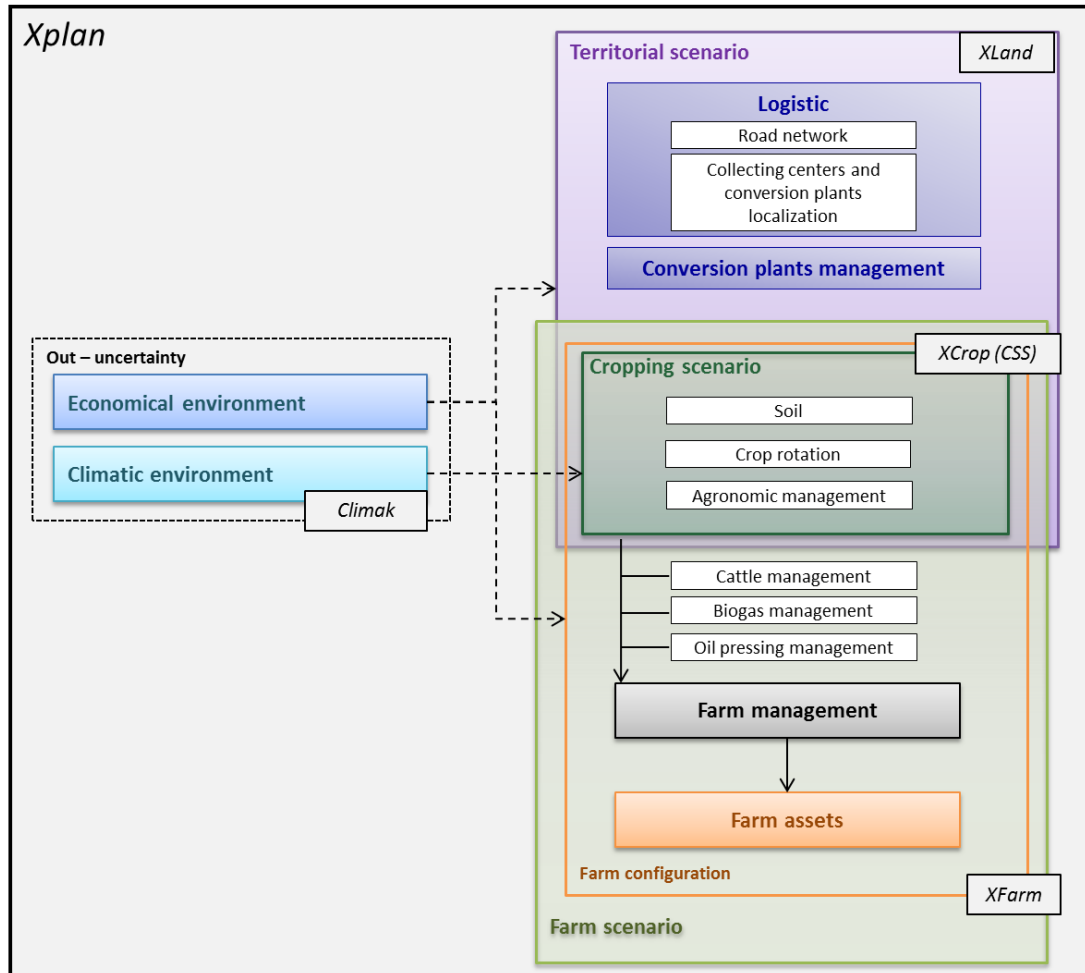 Xplan
XLand
Territorial scenario
Logistic
Road network
Collecting centers and
conversion plants
localization
Conversion plants management
Out – uncertainty
Economical environment
Climatic environment
Climak
XCrop (CSS)
Cropping scenario
Soil
Crop rotation
Agronomic management
Cattle management
Biogas management
Oil pressing management
Farm management
Farm assets
Farm configuration
XFarm
Farm scenario